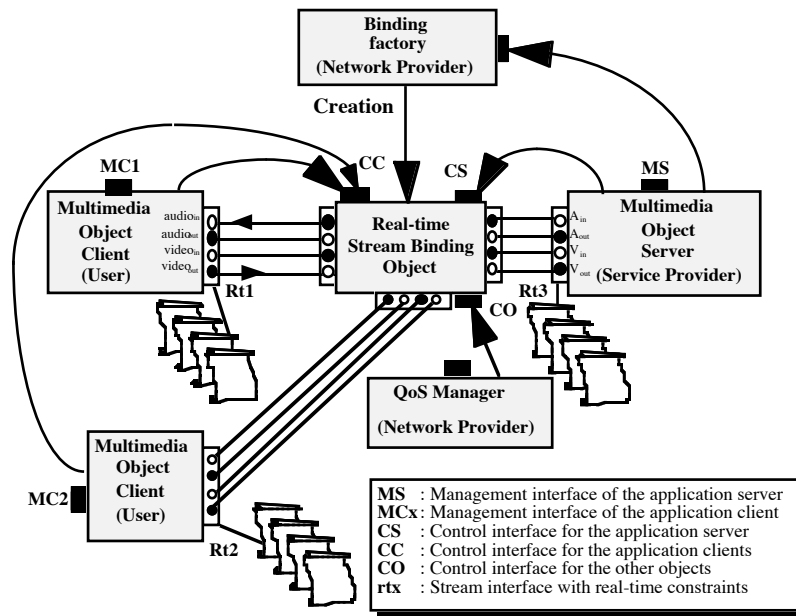 Binding
factory
(Network Provider)
Creation
MC1
CC
CS
MS
Multimedia
Object
Client
(User)
audioin
audioout
videoin
videoout
Real-time
Stream Binding
Object
Ain
Aout
Vin
Vout
Multimedia
Object
Server
(Service Provider)
Rt1
CO
Rt3
QoS Manager
(Network Provider)
Multimedia
Object
Client
(User)
MC2
Rt2
MS : Management interface of the application server
MCx : Management interface of the application client
CS : Control interface for the application server
CC : Control interface for the application clients
CO : Control interface for the other objects
rtx : Stream interface with real-time constraints